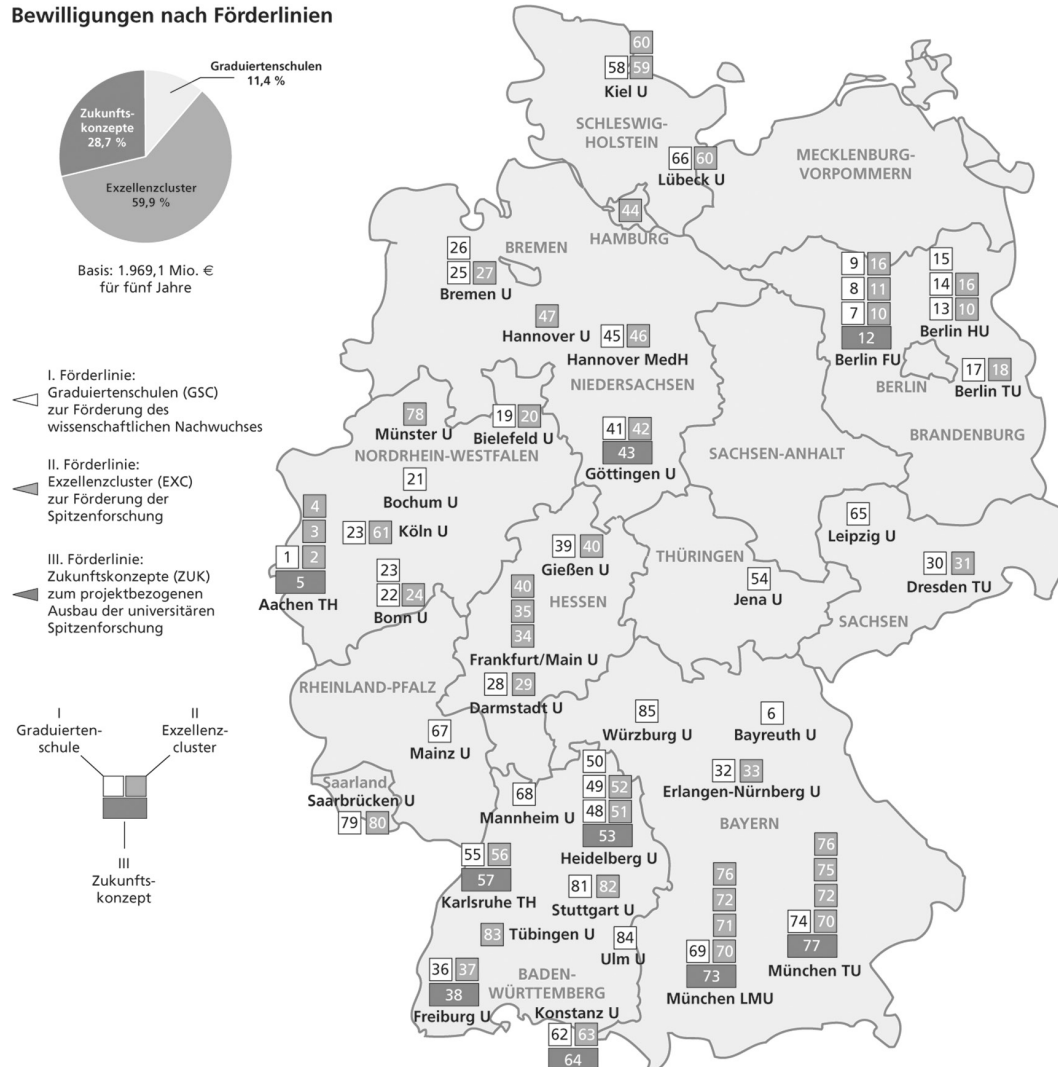 Bewilligungen nach Förderlinien
Graduiertenschulen
11,4 %
Zukunfts-
konzepte
28,7 %
Exzellenzcluster
59,9 %
Basis: 1.969,1 Mio. €
für fünf Jahre
I. Förderlinie:
Graduiertenschulen (GSC)
zur Förderung des
wissenschaftlichen Nachwuchses
II. Förderlinie:
Exzellenzcluster (EXC)
zur Förderung der
Spitzenforschung
III. Förderlinie:
Zukunftskonzepte (ZUK)
zum projektbezogenen
Ausbau der universitären
Spitzenforschung
I
Graduierten-
schule
II
Exzellenz-
cluster
III
Zukunfts-
konzept
60
58 59
Kiel U
SCHLESWIG-
HOLSTEIN
66 60
Lübeck U
MECKLENBURG-
VORPOMMERN
44
HAMBURG
BREMEN
26
25 27
Bremen U
47
Hannover U
45 46
Hannover MedH
NIEDERSACHSEN
9 16
8 11
7 10
12
Berlin FU
15
14 16
13 10
Berlin HU
BERLIN
17 18
Berlin TU
BRANDENBURG
78
Münster U
19 20
Bielefeld U
NORDRHEIN-WESTFALEN
41 42
43
Göttingen U
SACHSEN-ANHALT
21
Bochum U
23 61 Köln U
4
3
1 2
5
Aachen TH
23
22 24
Bonn U
39 40
Gießen U
HESSEN
40
35
34
Frankfurt/Main U
28 29
Darmstadt U
THÜRINGEN
54
Jena U
65
Leipzig U
30 31
Dresden TU
SACHSEN
RHEINLAND-PFALZ
67
Mainz U
Saarland
Saarbrücken U
79 80
85
Würzburg U
6
Bayreuth U
32 33
Erlangen-Nürnberg U
BAYERN
68
Mannheim U
50
49 52
48 51
53
Heidelberg U
55 56
57
Karlsruhe TH
81 82
Stuttgart U
83 Tübingen U
84
Ulm U
76
72
71
69 70
73
München LMU
76
75
72
74 70
77
München TU
36 37
38
Freiburg U
BADEN-
WÜRTTEMBERG
Konstanz U
62 63
64